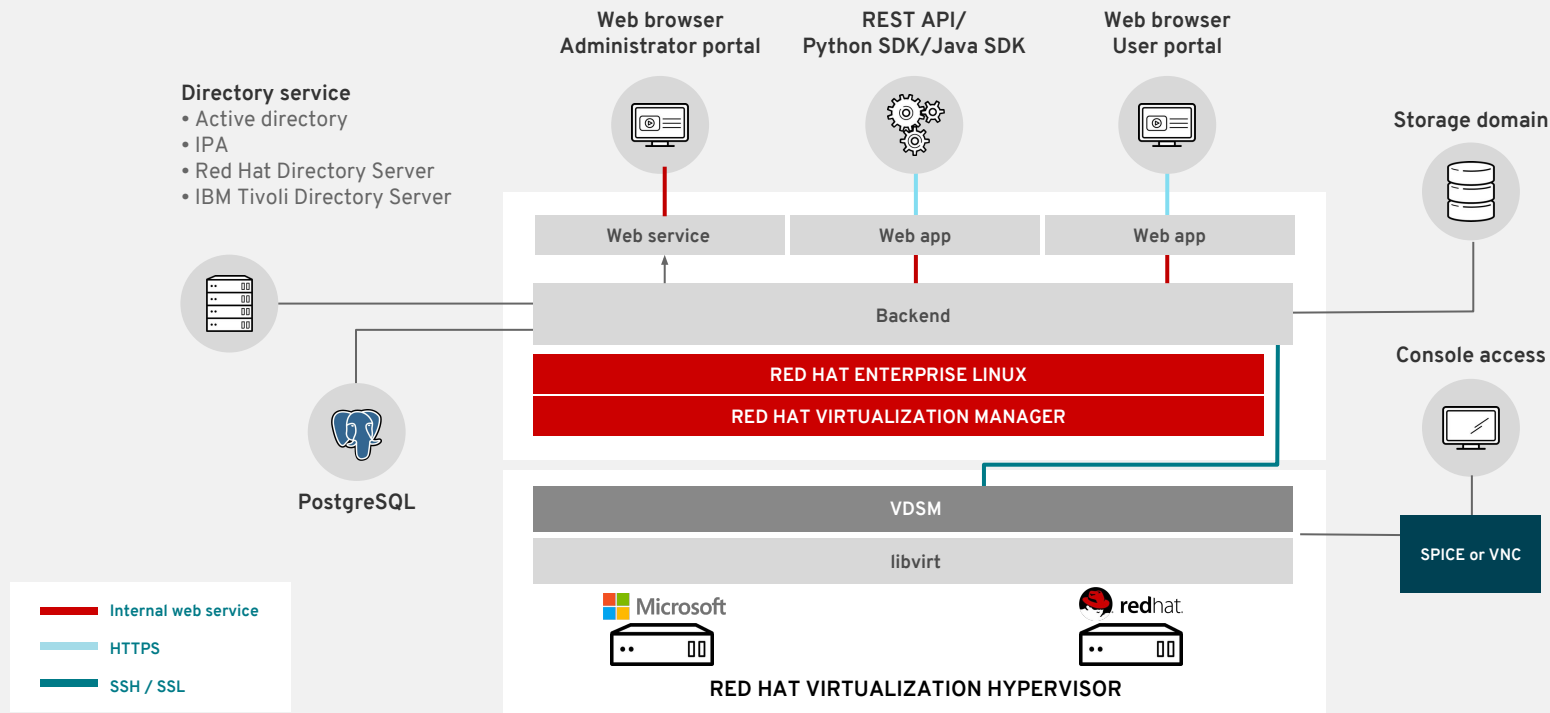 Web browser
Administrator portal
REST API/
Python SDK/Java SDK
Web browser
User portal
Directory service
• Active directory
• IPA
• Red Hat Directory Server
• IBM Tivoli Directory Server
Storage domain
Web service
Web app
Web app
Backend
RED HAT ENTERPRISE LINUX
RED HAT VIRTUALIZATION MANAGER
Console access
PostgreSQL
VDSM
libvirt
SPICE or VNC
Microsoft
redhat.
RED HAT VIRTUALIZATION HYPERVISOR
Internal web service
HTTPS
SSH / SSL